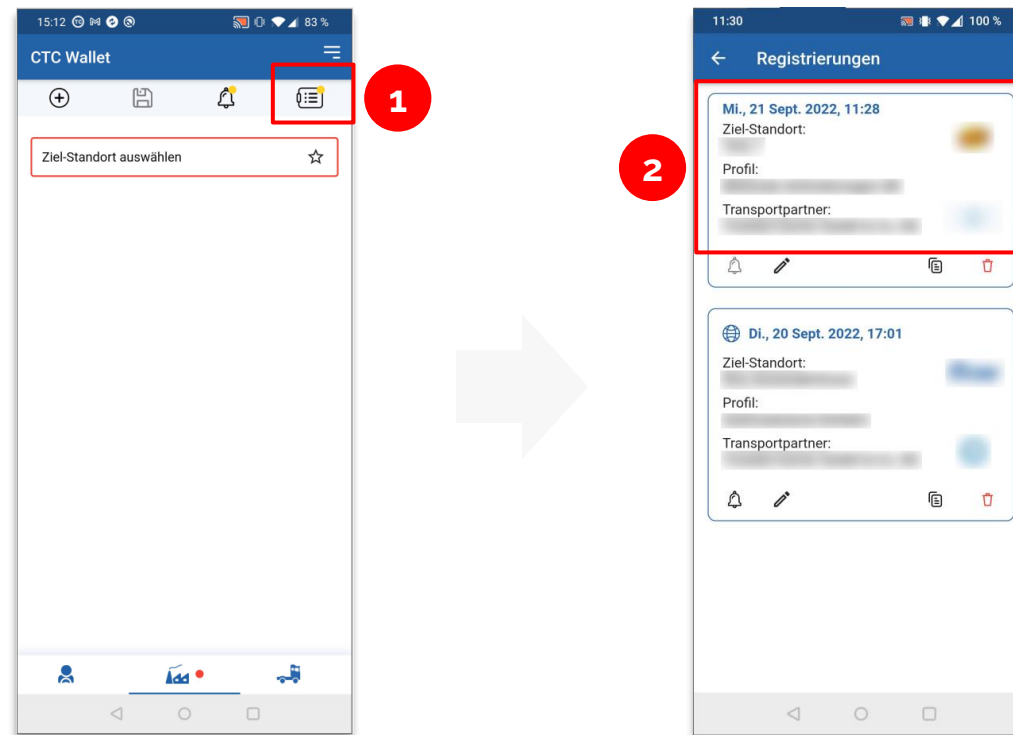 15:12 83 %
CTC Wallet
1
Ziel-Standort auswählen
11:30 100 %
Registrierungen
2
Mi., 21 Sept. 2022, 11:28
Ziel-Standort:
Profil:
Transportpartner:
Di., 20 Sept. 2022, 17:01
Ziel-Standort:
Profil:
Transportpartner: